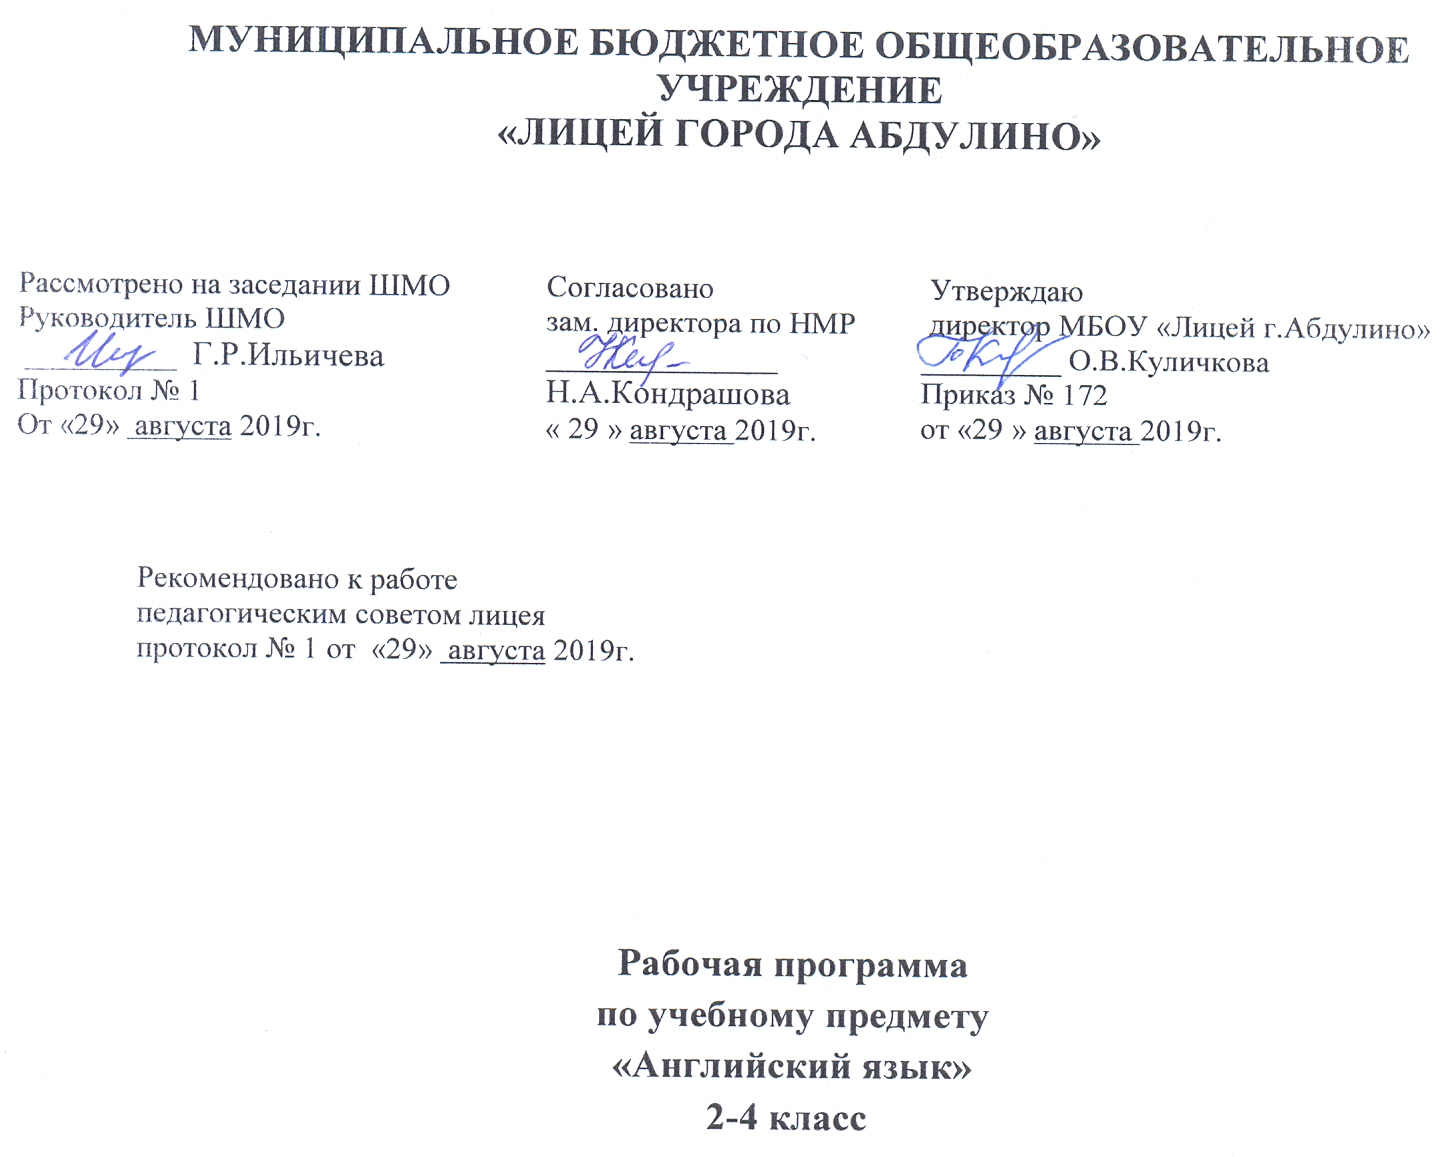 МУНИЦИПАЛЬНОЕ БЮДЖЕТНОЕ ОБЩЕОБРАЗОВАТЕЛЬНОЕ
УЧРЕЖДЕНИЕ
«ЛИЦЕЙ ГОРОДА АБДУЛИНО»
Рассмотрено на заседании ШМО
Руководитель ШМО
__________ Г.Р.Ильичева
Протокол № 1
От «29» августа 2019г.
Согласовано
зам. директора по НМР
_______________
Н.А.Кондрашова
« 29 » августа 2019г.
Утверждаю
директор МБОУ «Лицей г.Абдулино»
_________ О.В.Куличкова
Приказ № 172
от «29 » августа 2019г.
Рекомендовано к работе
педагогическим советом лицея
протокол № 1 от «29» августа 2019г.
Рабочая программа
по учебному предмету
«Английский язык»
2-4 класс